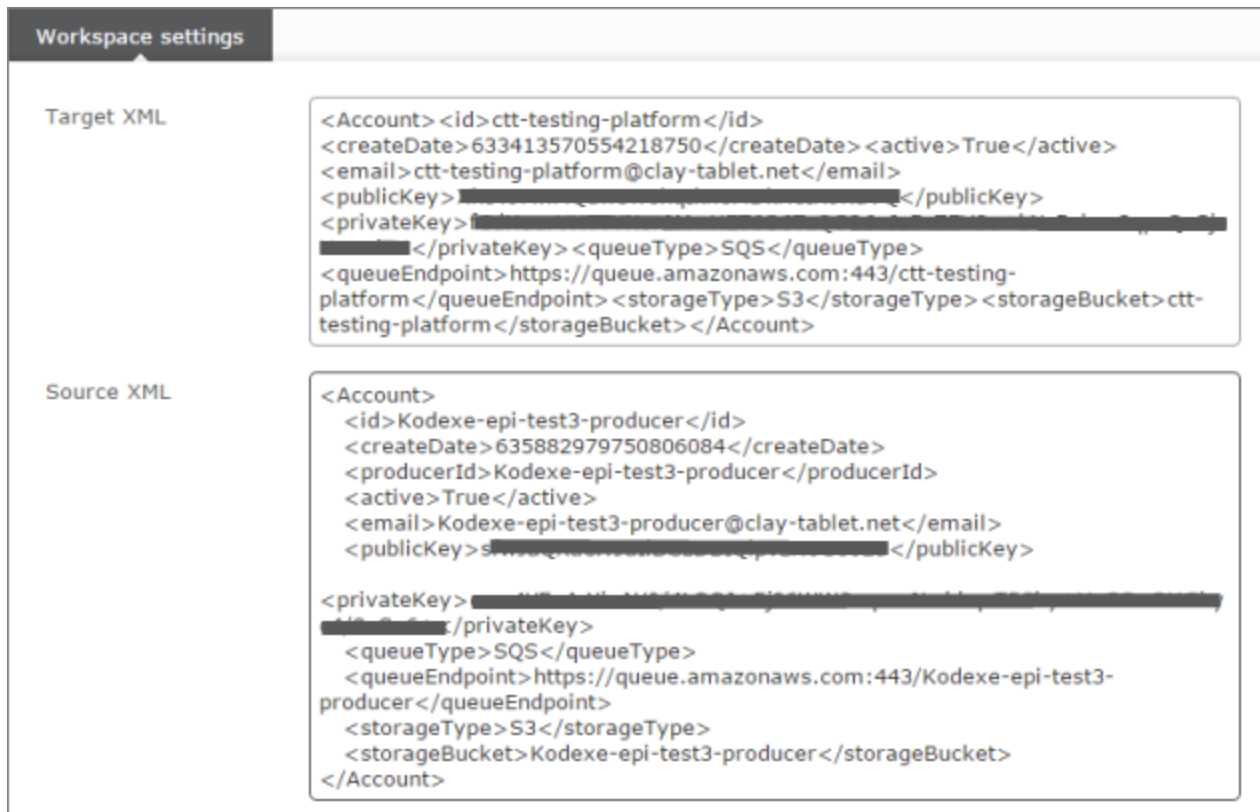 Workspace settings
Target XML
<Account><id>ctt-testing-platform</id>
<createDate>633413570554218750</createDate><active>True</active>
<email>ctt-testing-platform@clay-tablet.net</email>
<publicKey></publicKey>
<privateKey>
</privateKey><queueType>SQS</queueType>
<queueEndpoint>https://queue.amazonaws.com:443/ctt-testing-
platform</queueEndpoint><storageType>S3</storageType><storageBucket>ctt-
testing-platform</storageBucket></Account>
Source XML
<Account>
<id>Kodexe-epi-test3-producer</id>
<createDate>635882979750806084</createDate>
<producerId>Kodexe-epi-test3-producer</producerId>
<active>True</active>
<email>Kodexe-epi-test3-producer@clay-tablet.net</email>
<publicKey></publicKey>
<privateKey>
</privateKey>
<queueType>SQS</queueType>
<queueEndpoint>https://queue.amazonaws.com:443/Kodexe-epi-test3-
producer</queueEndpoint>
<storageType>S3</storageType>
<storageBucket>Kodexe-epi-test3-producer</storageBucket>
</Account>